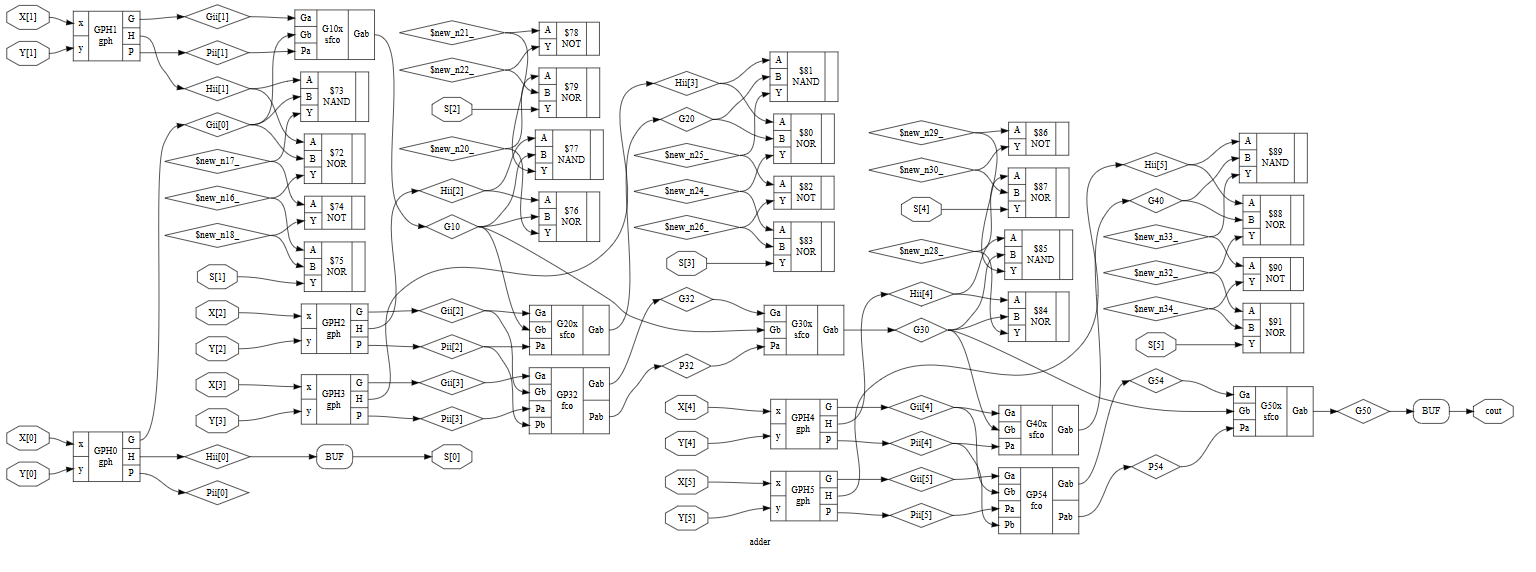 X[1]
Y[1]
x
y
GPH1
gph
G
H
P
Gii[1]
Pii[1]
Hii[1]
Gii[0]
$new_n17_
$new_n16_
$new_n18_
S[1]
X[2]
Y[2]
X[3]
Y[3]
X[0]
Y[0]
x
y
GPH0
gph
G
H
P
Hii[0]
Pii[0]
BUF
S[0]
Ga
Gb
Pa
G10x
sfco
Gab
A
B
Y
$73
NAND
A
B
Y
$72
NOR
A
Y
$74
NOT
A
B
Y
$75
NOR
x
y
GPH2
gph
G
H
P
x
y
GPH3
gph
G
H
P
$new_n21_
$new_n22_
S[2]
$new_n20_
Hii[2]
G10
Gii[2]
Pii[2]
Gii[3]
Pii[3]
A
Y
$78
NOT
A
B
Y
$79
NOR
A
B
Y
$77
NAND
A
B
Y
$76
NOR
Ga
Gb
Pa
G20x
sfco
Gab
Ga
Gb
Pa
Pb
GP32
fco
Gab
Pab
Hii[3]
G20
$new_n25_
$new_n24_
$new_n26_
S[3]
G32
P32
X[4]
Y[4]
X[5]
Y[5]
A
B
Y
$81
NAND
A
B
Y
$80
NOR
A
Y
$82
NOT
A
B
Y
$83
NOR
Ga
Gb
Pa
G30x
sfco
Gab
x
y
GPH4
gph
G
H
P
x
y
GPH5
gph
G
H
P
$new_n29_
$new_n30_
S[4]
$new_n28_
Hii[4]
G30
Gii[4]
Pii[4]
Gii[5]
Pii[5]
A
Y
$86
NOT
A
B
Y
$87
NOR
A
B
Y
$85
NAND
A
B
Y
$84
NOR
Ga
Gb
Pa
G40x
sfco
Gab
Ga
Gb
Pa
Pb
GP54
fco
Gab
Pab
Hii[5]
G40
$new_n33_
$new_n32_
$new_n34_
S[5]
G54
P54
A
B
Y
$89
NAND
A
B
Y
$88
NOR
A
Y
$90
NOT
A
B
Y
$91
NOR
Ga
Gb
Pa
G50x
sfco
Gab
G50
BUF
cout
adder